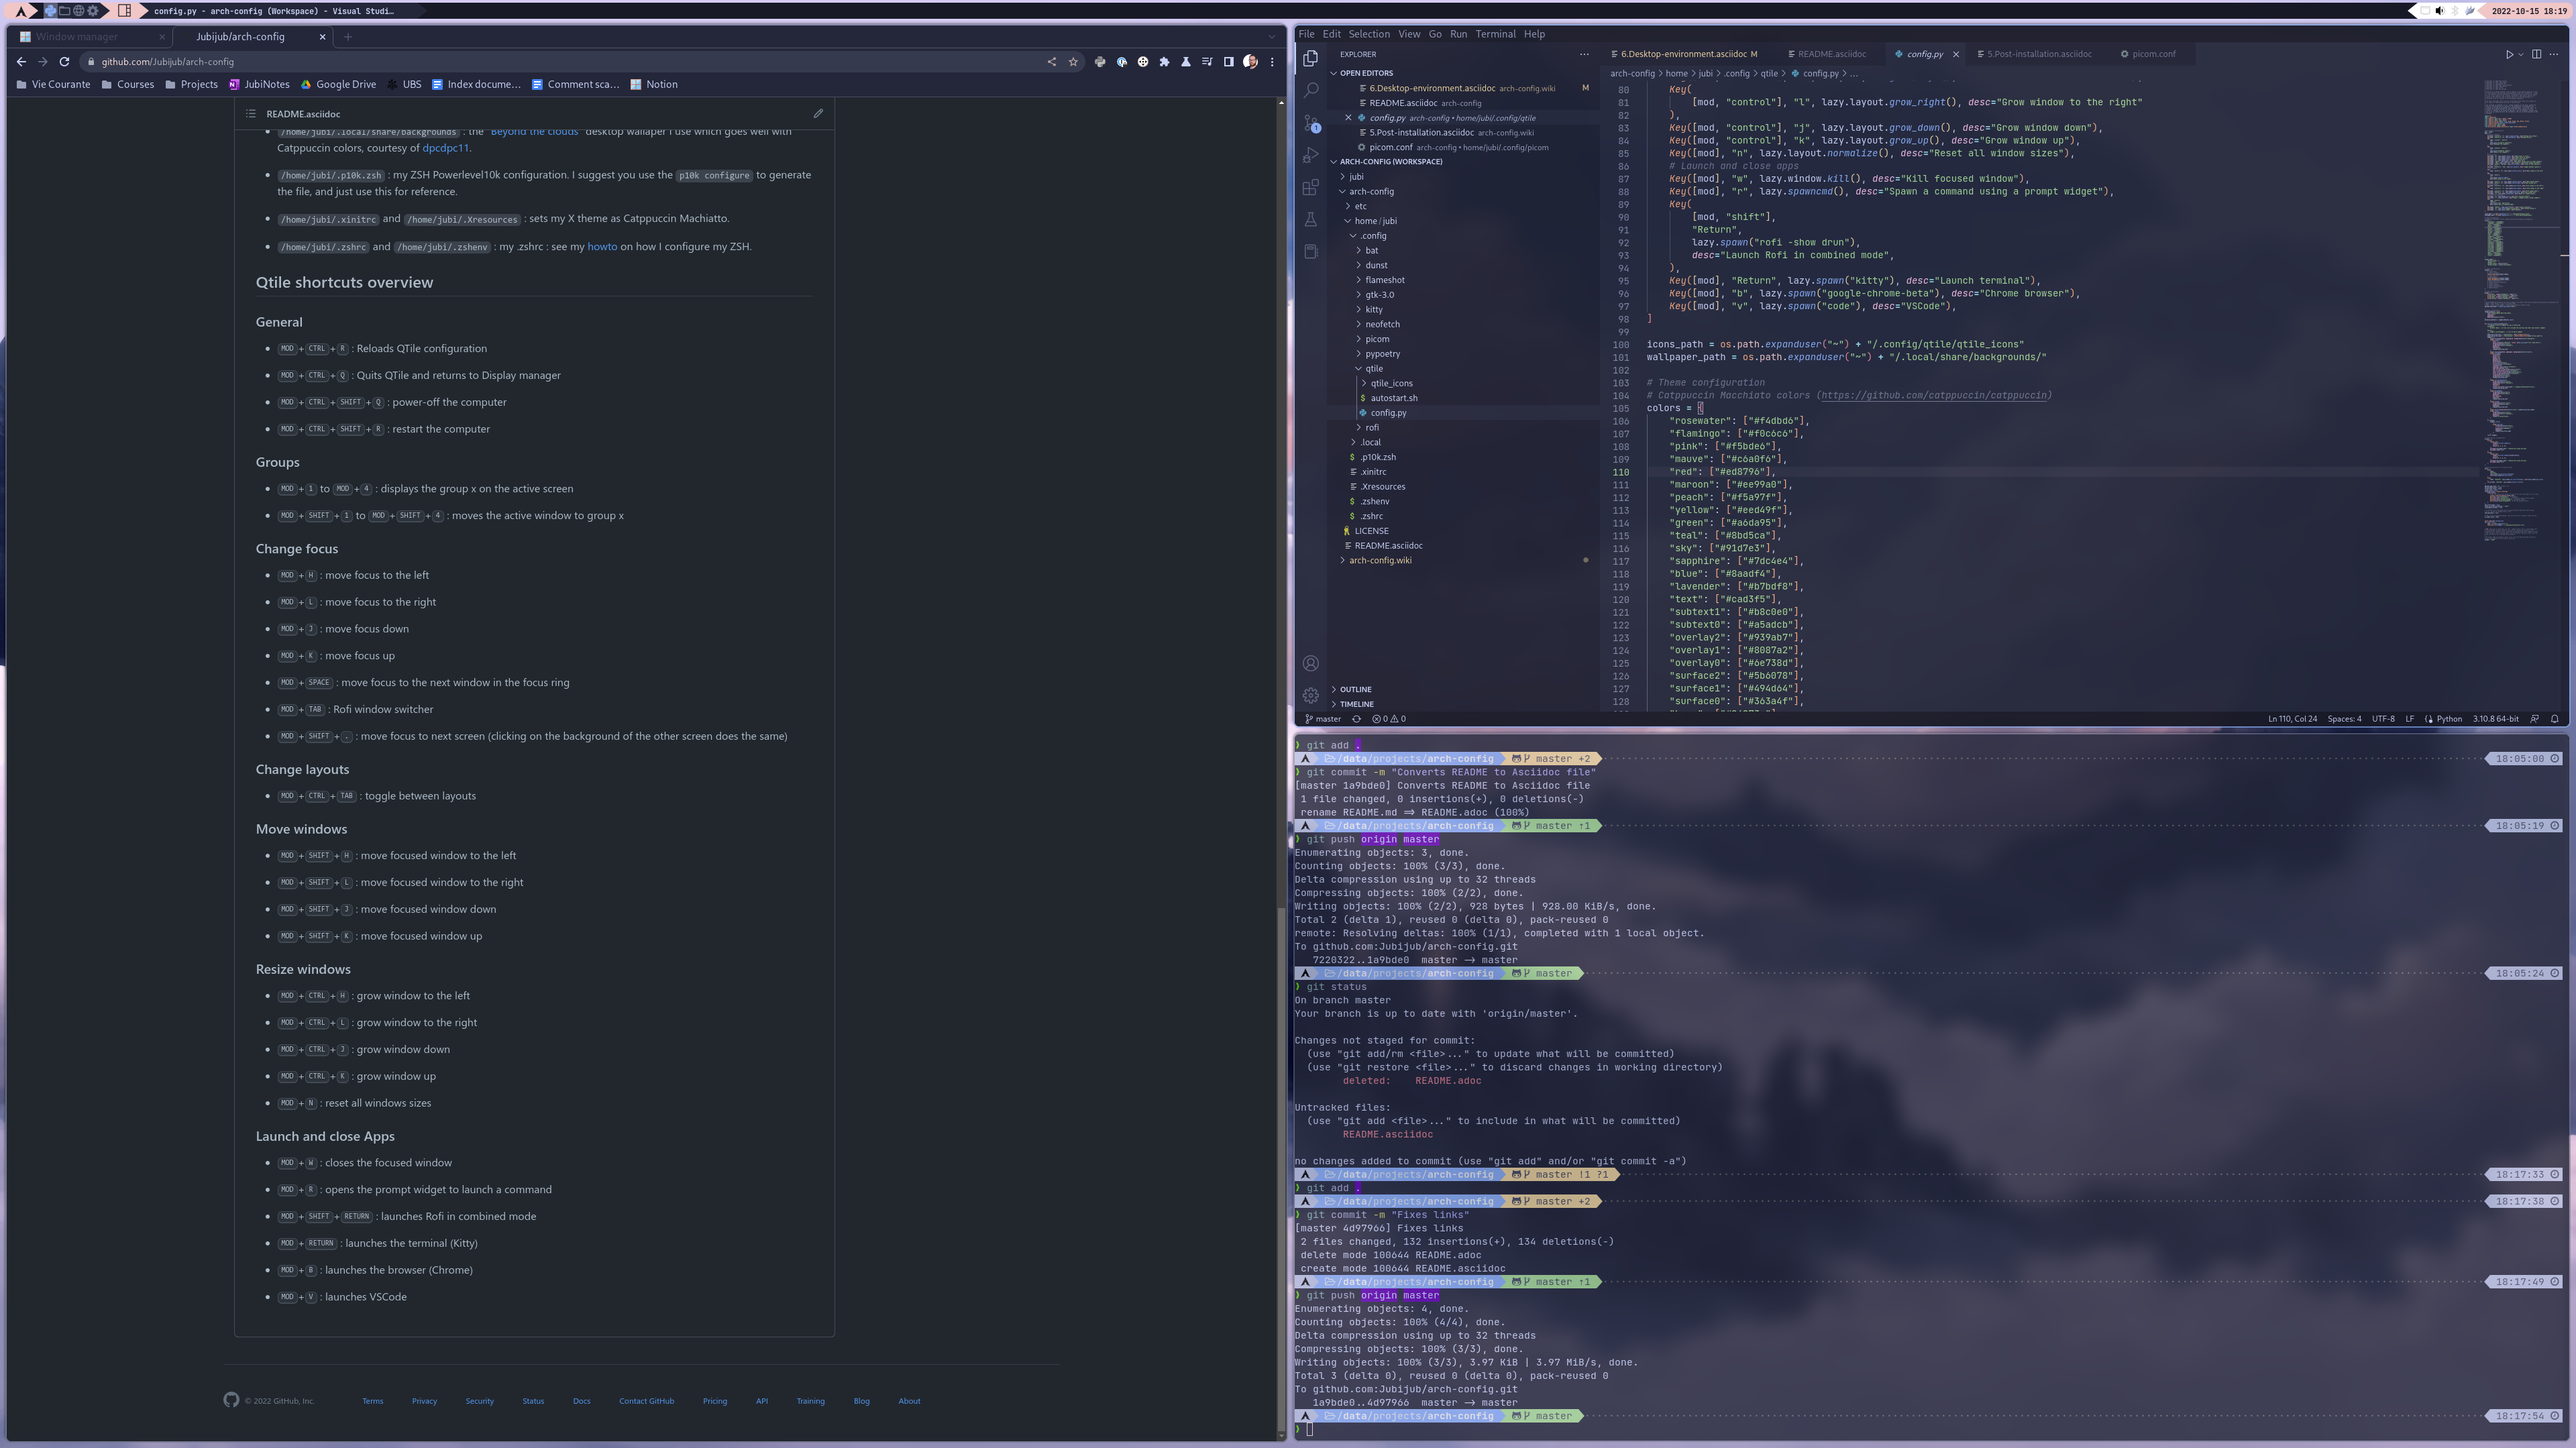 config.py - arch-config (Workspace) - Visual Studi…
2022-10-15 18:19
Window manager
Jubijub/arch-config
github.com/Jubijub/arch-config
Vie Courante
Courses
Projects
JubiNotes
Google Drive
UBS
Index docume…
Comment sca…
Notion
README.asciidoc
/home/jubi/.local/share/backgrounds : the "Beyond the clouds" desktop wallaper I use which goes well with
Catppuccin colors, courtesy of dpcdpc11.
/home/jubi/.p10k.zsh : my ZSH Powerlevel10k configuration. I suggest you use the p10k configure to generate
the file, and just use this for reference.
/home/jubi/.xinitrc and /home/jubi/.Xresources : sets my X theme as Catppuccin Machiatto.
/home/jubi/.zshrc and /home/jubi/.zshenv : my .zshrc : see my howto on how I configure my ZSH.
Qtile shortcuts overview
General
MOD+CTRL+R : Reloads QTile configuration
MOD+CTRL+Q : Quits QTile and returns to Display manager
MOD+CTRL+SHIFT+Q : power-off the computer
MOD+CTRL+SHIFT+R : restart the computer
Groups
MOD+1 to MOD+4 : displays the group x on the active screen
MOD+SHIFT+1 to MOD+SHIFT+4 : moves the active window to group x
Change focus
MOD+H : move focus to the left
MOD+L : move focus to the right
MOD+J : move focus down
MOD+K : move focus up
MOD+SPACE : move focus to the next window in the focus ring
MOD+TAB : Rofi window switcher
MOD+SHIFT+. : move focus to next screen (clicking on the background of the other screen does the same)
Change layouts
MOD+CTRL+TAB : toggle between layouts
Move windows
MOD+SHIFT+H : move focused window to the left
MOD+SHIFT+L : move focused window to the right
MOD+SHIFT+J : move focused window down
MOD+SHIFT+K : move focused window up
Resize windows
MOD+CTRL+H : grow window to the left
MOD+CTRL+L : grow window to the right
MOD+CTRL+J : grow window down
MOD+CTRL+K : grow window up
MOD+N : reset all windows sizes
Launch and close Apps
MOD+W : closes the focused window
MOD+R : opens the prompt widget to launch a command
MOD+SHIFT+RETURN : launches Rofi in combined mode
MOD+RETURN : launches the terminal (Kitty)
MOD+B : launches the browser (Chrome)
MOD+V : launches VSCode
© 2022 GitHub, Inc.
Terms
Privacy
Security
Status
Docs
Contact GitHub
Pricing
API
Training
Blog
About
File Edit Selection View Go Run Terminal Help
EXPLORER
OPEN EDITORS
6.Desktop-environment.asciidoc arch-config.wiki M
README.asciidoc arch-config
config.py arch-config • home/jubi/.config/qtile
5.Post-installation.asciidoc arch-config.wiki
picom.conf arch-config • home/jubi/.config/picom
ARCH-CONFIG (WORKSPACE)
jubi
arch-config
etc
home / jubi
.config
bat
dunst
flameshot
gtk-3.0
kitty
neofetch
picom
pypoetry
qtile
qtile_icons
autostart.sh
config.py
rofi
.local
.p10k.zsh
.xinitrc
.Xresources
.zshenv
.zshrc
LICENSE
README.asciidoc
arch-config.wiki
OUTLINE
TIMELINE
6.Desktop-environment.asciidoc M
README.asciidoc
config.py
5.Post-installation.asciidoc
picom.conf
arch-config > home > jubi > .config > qtile > config.py > …
80 Key(
81 [mod, "control"], "l", lazy.layout.grow_right(), desc="Grow window to the right"
82 ),
83 Key([mod, "control"], "j", lazy.layout.grow_down(), desc="Grow window down"),
84 Key([mod, "control"], "k", lazy.layout.grow_up(), desc="Grow window up"),
85 Key([mod], "n", lazy.layout.normalize(), desc="Reset all window sizes"),
86 # Launch and close apps
87 Key([mod], "w", lazy.window.kill(), desc="Kill focused window"),
88 Key([mod], "r", lazy.spawncmd(), desc="Spawn a command using a prompt widget"),
89 Key(
90 [mod, "shift"],
91 "Return",
92 lazy.spawn("rofi -show drun"),
93 desc="Launch Rofi in combined mode",
94 ),
95 Key([mod], "Return", lazy.spawn("kitty"), desc="Launch terminal"),
96 Key([mod], "b", lazy.spawn("google-chrome-beta"), desc="Chrome browser"),
97 Key([mod], "v", lazy.spawn("code"), desc="VSCode"),
98 ]
99
100 icons_path = os.path.expanduser("~") + "/.config/qtile/qtile_icons"
101 wallpaper_path = os.path.expanduser("~") + "/.local/share/backgrounds/"
102
103 # Theme configuration
104 # Catppuccin Macchiato colors (https://github.com/catppuccin/catppuccin)
105 colors = {
106 "rosewater": ["#f4dbd6"],
107 "flamingo": ["#f0c6c6"],
108 "pink": ["#f5bde6"],
109 "mauve": ["#c6a0f6"],
110 "red": ["#ed8796"],
111 "maroon": ["#ee99a0"],
112 "peach": ["#f5a97f"],
113 "yellow": ["#eed49f"],
114 "green": ["#a6da95"],
115 "teal": ["#8bd5ca"],
116 "sky": ["#91d7e3"],
117 "sapphire": ["#7dc4e4"],
118 "blue": ["#8aadf4"],
119 "lavender": ["#b7bdf8"],
120 "text": ["#cad3f5"],
121 "subtext1": ["#b8c0e0"],
122 "subtext0": ["#a5adcb"],
123 "overlay2": ["#939ab7"],
124 "overlay1": ["#8087a2"],
125 "overlay0": ["#6e738d"],
126 "surface2": ["#5b6078"],
127 "surface1": ["#494d64"],
128 "surface0": ["#363a4f"],
master 0 0 Ln 110, Col 24 Spaces: 4 UTF-8 LF Python 3.10.8 64-bit
❯ git add .
/data/projects/arch-config master +2 18:05:00
❯ git commit -m "Converts README to Asciidoc file"
[master 1a9bde0] Converts README to Asciidoc file
1 file changed, 0 insertions(+), 0 deletions(-)
rename README.md => README.adoc (100%)
/data/projects/arch-config master ↑1 18:05:19
❯ git push origin master
Enumerating objects: 3, done.
Counting objects: 100% (3/3), done.
Delta compression using up to 32 threads
Compressing objects: 100% (2/2), done.
Writing objects: 100% (2/2), 928 bytes | 928.00 KiB/s, done.
Total 2 (delta 1), reused 0 (delta 0), pack-reused 0
remote: Resolving deltas: 100% (1/1), completed with 1 local object.
To github.com:Jubijub/arch-config.git
7220322..1a9bde0 master -> master
/data/projects/arch-config master 18:05:24
❯ git status
On branch master
Your branch is up to date with 'origin/master'.
Changes not staged for commit:
(use "git add/rm <file>..." to update what will be committed)
(use "git restore <file>..." to discard changes in working directory)
deleted: README.adoc
Untracked files:
(use "git add <file>..." to include in what will be committed)
README.asciidoc
no changes added to commit (use "git add" and/or "git commit -a")
/data/projects/arch-config master !1 ?1 18:17:33
❯ git add .
/data/projects/arch-config master +2 18:17:38
❯ git commit -m "Fixes links"
[master 4d97966] Fixes links
2 files changed, 132 insertions(+), 134 deletions(-)
delete mode 100644 README.adoc
create mode 100644 README.asciidoc
/data/projects/arch-config master ↑1 18:17:49
❯ git push origin master
Enumerating objects: 4, done.
Counting objects: 100% (4/4), done.
Delta compression using up to 32 threads
Compressing objects: 100% (3/3), done.
Writing objects: 100% (3/3), 3.97 KiB | 3.97 MiB/s, done.
Total 3 (delta 0), reused 0 (delta 0), pack-reused 0
To github.com:Jubijub/arch-config.git
1a9bde0..4d97966 master -> master
/data/projects/arch-config master 18:17:54
❯